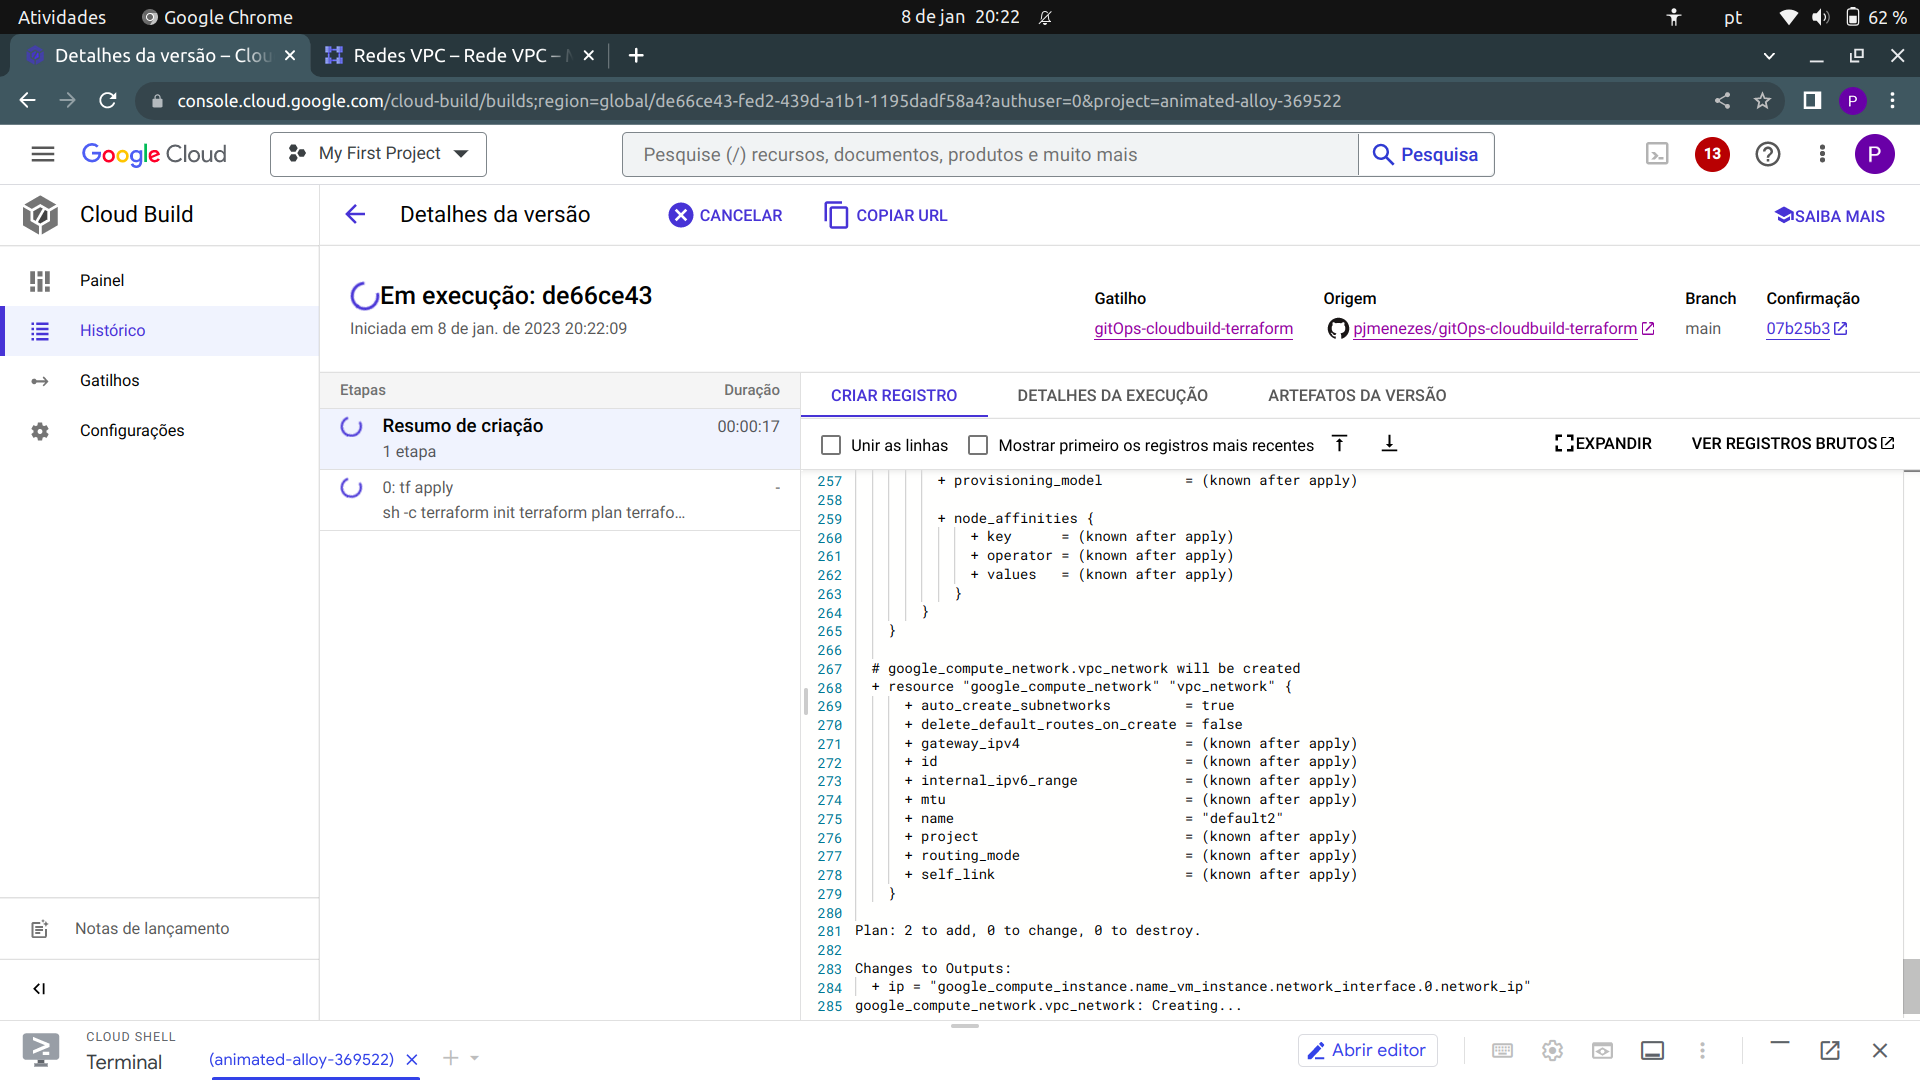 Atividades
Google Chrome
8 de jan 20:22
pt
62 %
Detalhes da versão – Clou
Redes VPC – Rede VPC –
console.cloud.google.com/cloud-build/builds;region=global/de66ce43-fed2-439d-a1b1-1195dadf58a4?authuser=0&project=animated-alloy-369522
P
Google Cloud
My First Project
Pesquise (/) recursos, documentos, produtos e muito mais
Pesquisa
13
P
Cloud Build
Detalhes da versão
CANCELAR
COPIAR URL
SAIBA MAIS
Painel
Histórico
Gatilhos
Configurações
Notas de lançamento
Em execução: de66ce43
Iniciada em 8 de jan. de 2023 20:22:09
Gatilho
gitOps-cloudbuild-terraform
Origem
pjmenezes/gitOps-cloudbuild-terraform
Branch
main
Confirmação
07b25b3
Etapas
Duração
Resumo de criação
00:00:17
1 etapa
0: tf apply
-
sh -c terraform init terraform plan terrafo...
CRIAR REGISTRO
DETALHES DA EXECUÇÃO
ARTEFATOS DA VERSÃO
Unir as linhas
Mostrar primeiro os registros mais recentes
EXPANDIR
VER REGISTROS BRUTOS
257 + provisioning_model = (known after apply)
258
259 + node_affinities {
260 + key = (known after apply)
261 + operator = (known after apply)
262 + values = (known after apply)
263 }
264 }
265 }
266
267 # google_compute_network.vpc_network will be created
268 + resource "google_compute_network" "vpc_network" {
269 + auto_create_subnetworks = true
270 + delete_default_routes_on_create = false
271 + gateway_ipv4 = (known after apply)
272 + id = (known after apply)
273 + internal_ipv6_range = (known after apply)
274 + mtu = (known after apply)
275 + name = "default2"
276 + project = (known after apply)
277 + routing_mode = (known after apply)
278 + self_link = (known after apply)
279 }
280
281 Plan: 2 to add, 0 to change, 0 to destroy.
282
283 Changes to Outputs:
284 + ip = "google_compute_instance.name_vm_instance.network_interface.0.network_ip"
285 google_compute_network.vpc_network: Creating...
CLOUD SHELL
Terminal
(animated-alloy-369522)
Abrir editor